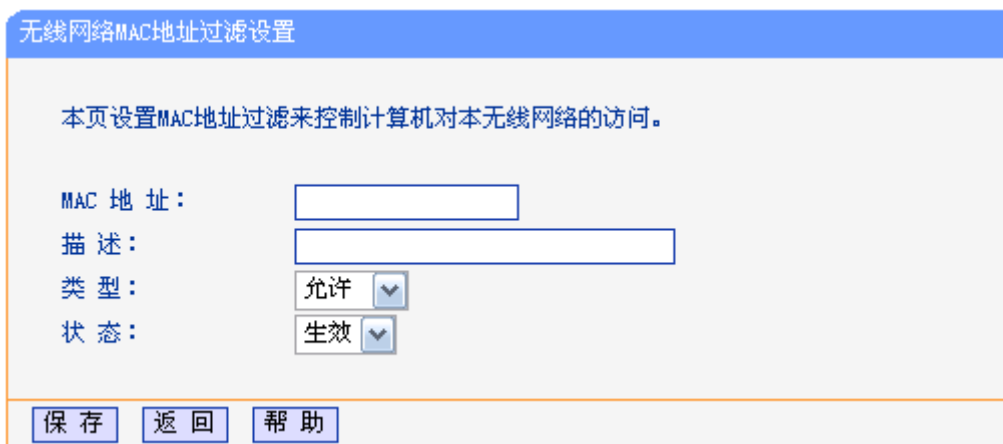 无线网络MAC地址过滤设置
本页设置MAC地址过滤来控制计算机对本无线网络的访问。
MAC 地 址：
描 述：
类 型： 允许
状 态： 生效
保 存 返 回 帮 助